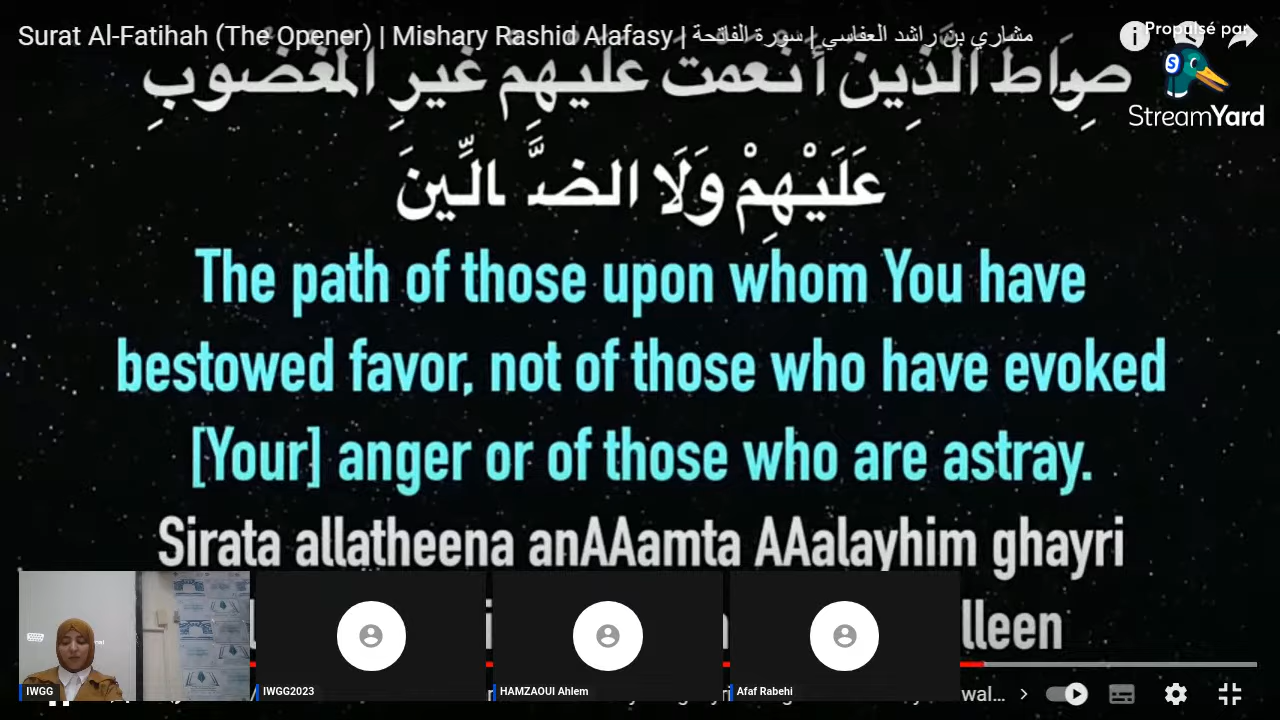 Surat Al-Fatihah (The Opener) | Mishary Rashid Alafasy | مشاري بن راشد العفاسي | سورة الفاتحة
Propulsé par
StreamYard
صِرَاطَ الَّذِينَ أَنْعَمْتَ عَلَيْهِمْ غَيْرِ الْمَغْضُوبِ
عَلَيْهِمْ وَلَا الضَّالِّينَ
The path of those upon whom You have
bestowed favor, not of those who have evoked
[Your] anger or of those who are astray.
Sirata allatheena anAAamta AAalayhim ghayri
lleen
IWGG
IWGG2023
HAMZAOUI Ahlem
Afaf Rabehi
wal...